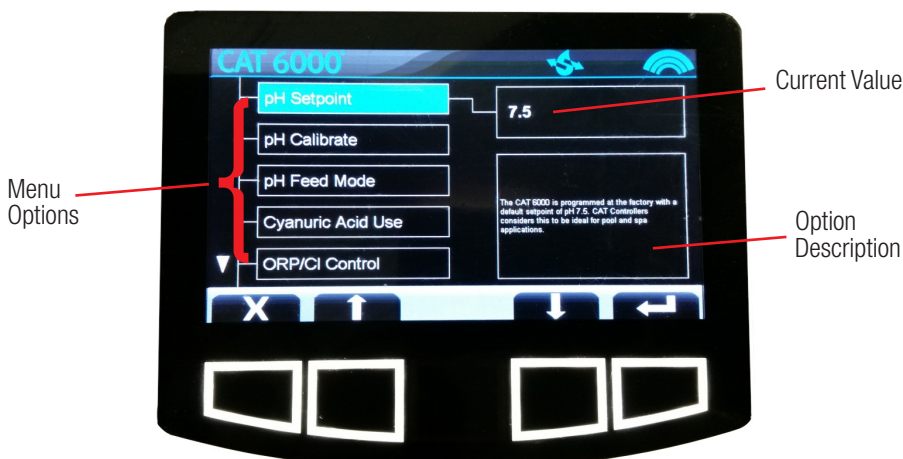 CAT 6000
pH Setpoint
7.5
Current Value
pH Calibrate
Menu
Options
pH Feed Mode
The CAT 6000 is programmed at the factory with a
default setpoint of pH 7.5. CAT Controllers
considers this to be ideal for pool and spa
applications.
Cyanuric Acid Use
Option
Description
ORP/Cl Control
X